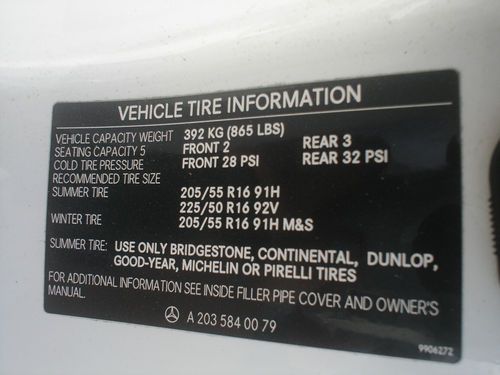 VEHICLE TIRE INFORMATION
VEHICLE CAPACITY WEIGHT 392 KG (865 LBS)
SEATING CAPACITY 5 FRONT 2 REAR 3
COLD TIRE PRESSURE FRONT 28 PSI REAR 32 PSI
RECOMMENDED TIRE SIZE
SUMMER TIRE 205/55 R16 91H
225/50 R16 92V
WINTER TIRE 205/55 R16 91H M&S
SUMMER TIRE: USE ONLY BRIDGESTONE, CONTINENTAL, DUNLOP,
GOOD-YEAR, MICHELIN OR PIRELLI TIRES
FOR ADDITIONAL INFORMATION SEE INSIDE FILLER PIPE COVER AND OWNER'S
MANUAL.
A 203 584 00 79
9906272